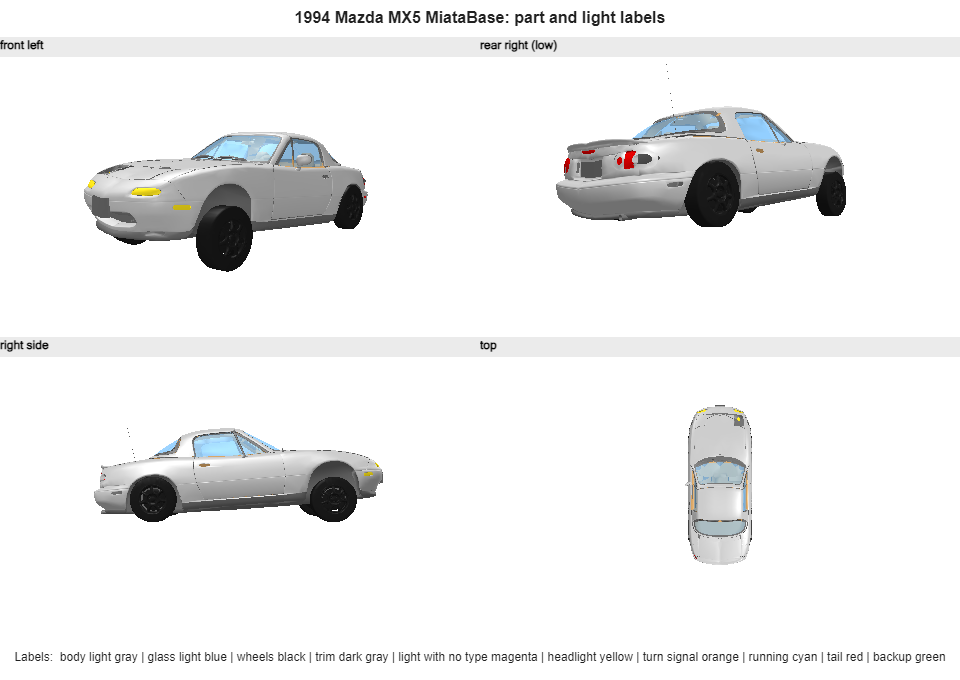 1994 Mazda MX5 MiataBase: part and light labels
front left
rear right (low)
right side
top
Labels:  body light gray | glass light blue | wheels black | trim dark gray | light with no type magenta | headlight yellow | turn signal orange | running cyan | tail red | backup green